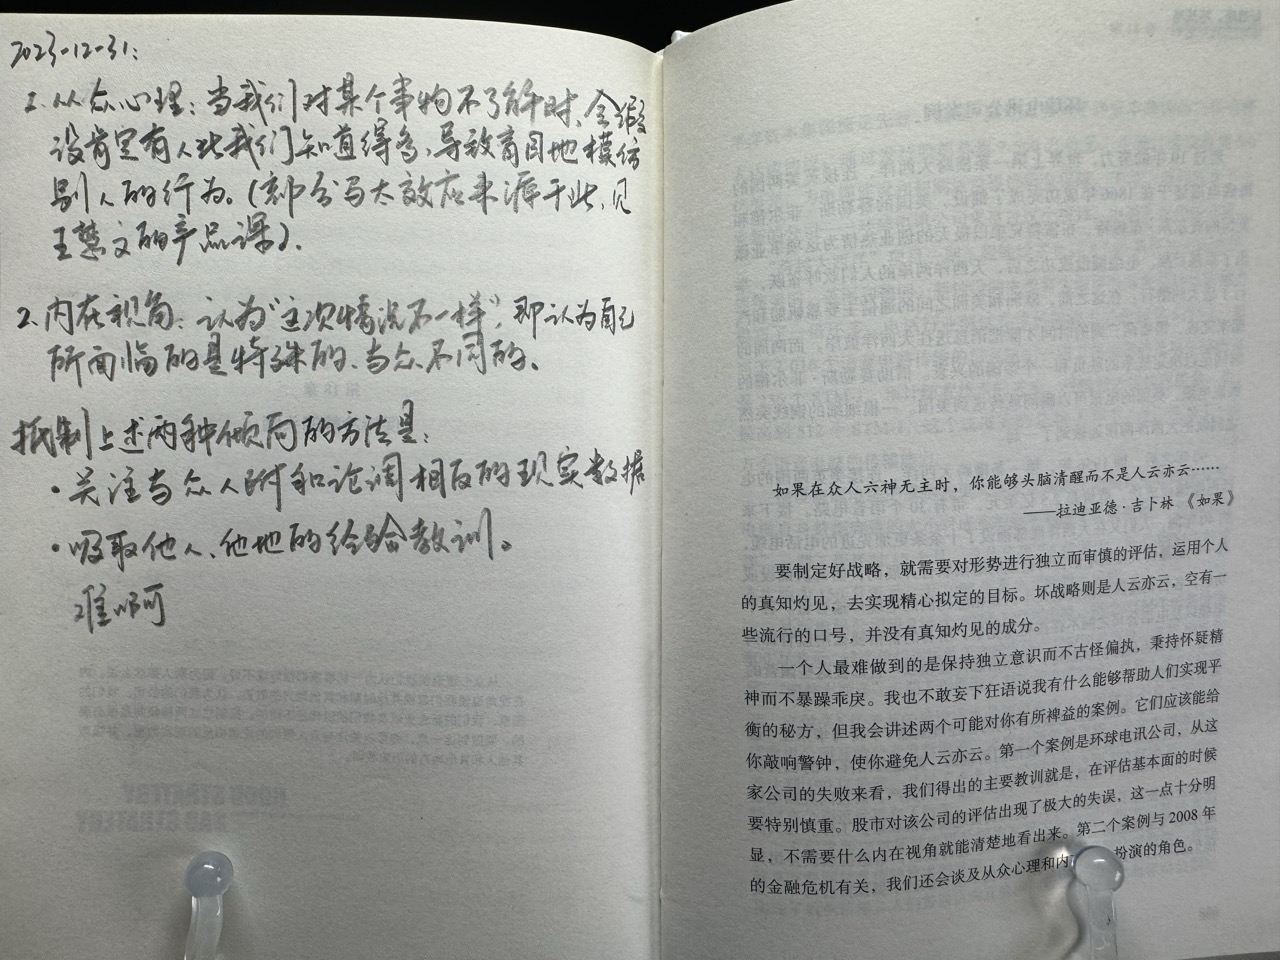 2023-12-31:
1. 从众心理：当我们对某个事物不了解时，会假
设肯定有人比我们知道得多，导致盲目地模仿
别人的行为。（部分马太效应来源于此，见
王慧文的产品课）.
2. 内在视角：认为“这次情况不一样”，即认为自己
所面临的是特殊的、与众不同的。
抵制上述两种倾向的方法是：
· 关注与众人附和论调相反的现实数据
· 吸取他人、他地的经验教训。
难啊
如果在众人六神无主时，你能够头脑清醒而不是人云亦云……
——拉迪亚德·吉卜林《如果》
要制定好战略，就需要对形势进行独立而审慎的评估，运用个人
的真知灼见，去实现精心拟定的目标。坏战略则是人云亦云，空有一
些流行的口号，并没有真知灼见的成分。
一个人最难做到的是保持独立意识而不古怪偏执，秉持怀疑精
神而不暴躁乖戾。我也不敢妄下狂语说我有什么能够帮助人们实现平
衡的秘方，但我会讲述两个可能对你有所裨益的案例。它们应该能给
你敲响警钟，使你避免人云亦云。第一个案例是环球电讯公司，从这
家公司的失败来看，我们得出的主要教训就是，在评估基本面的时候
要特别慎重。股市对该公司的评估出现了极大的失误，这一点十分明
显，不需要什么内在视角就能清楚地看出来。第二个案例与 2008 年
的金融危机有关，我们还会谈及从众心理和内 扮演的角色。